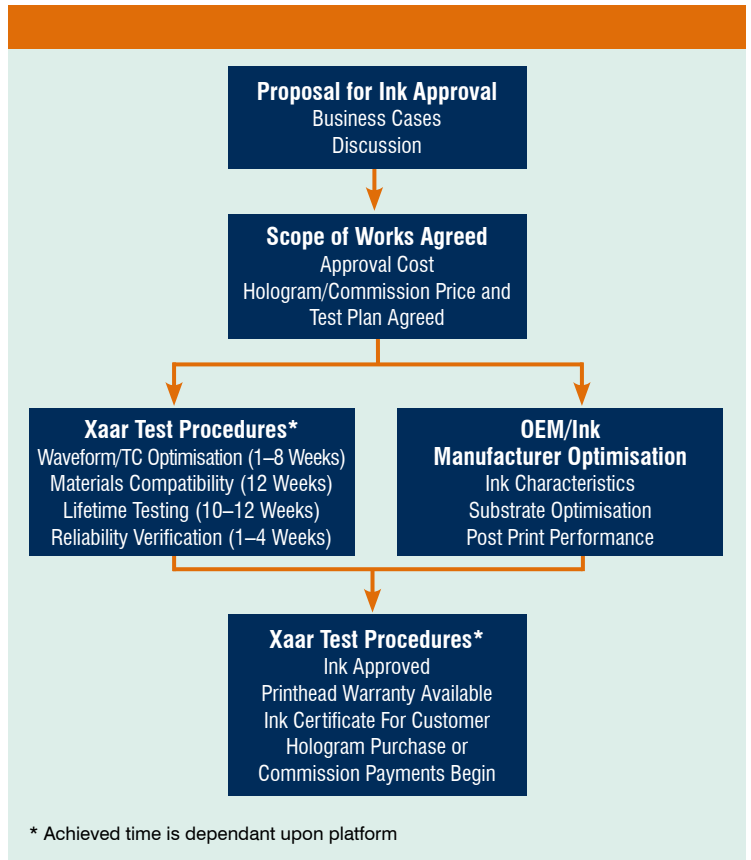 Proposal for Ink Approval
Business Cases
Discussion
Scope of Works Agreed
Approval Cost
Hologram/Commission Price and
Test Plan Agreed
Xaar Test Procedures*
Waveform/TC Optimisation (1–8 Weeks)
Materials Compatibility (12 Weeks)
Lifetime Testing (10–12 Weeks)
Reliability Verification (1–4 Weeks)
OEM/Ink
Manufacturer Optimisation
Ink Characteristics
Substrate Optimisation
Post Print Performance
Xaar Test Procedures*
Ink Approved
Printhead Warranty Available
Ink Certificate For Customer
Hologram Purchase or
Commission Payments Begin
* Achieved time is dependant upon platform